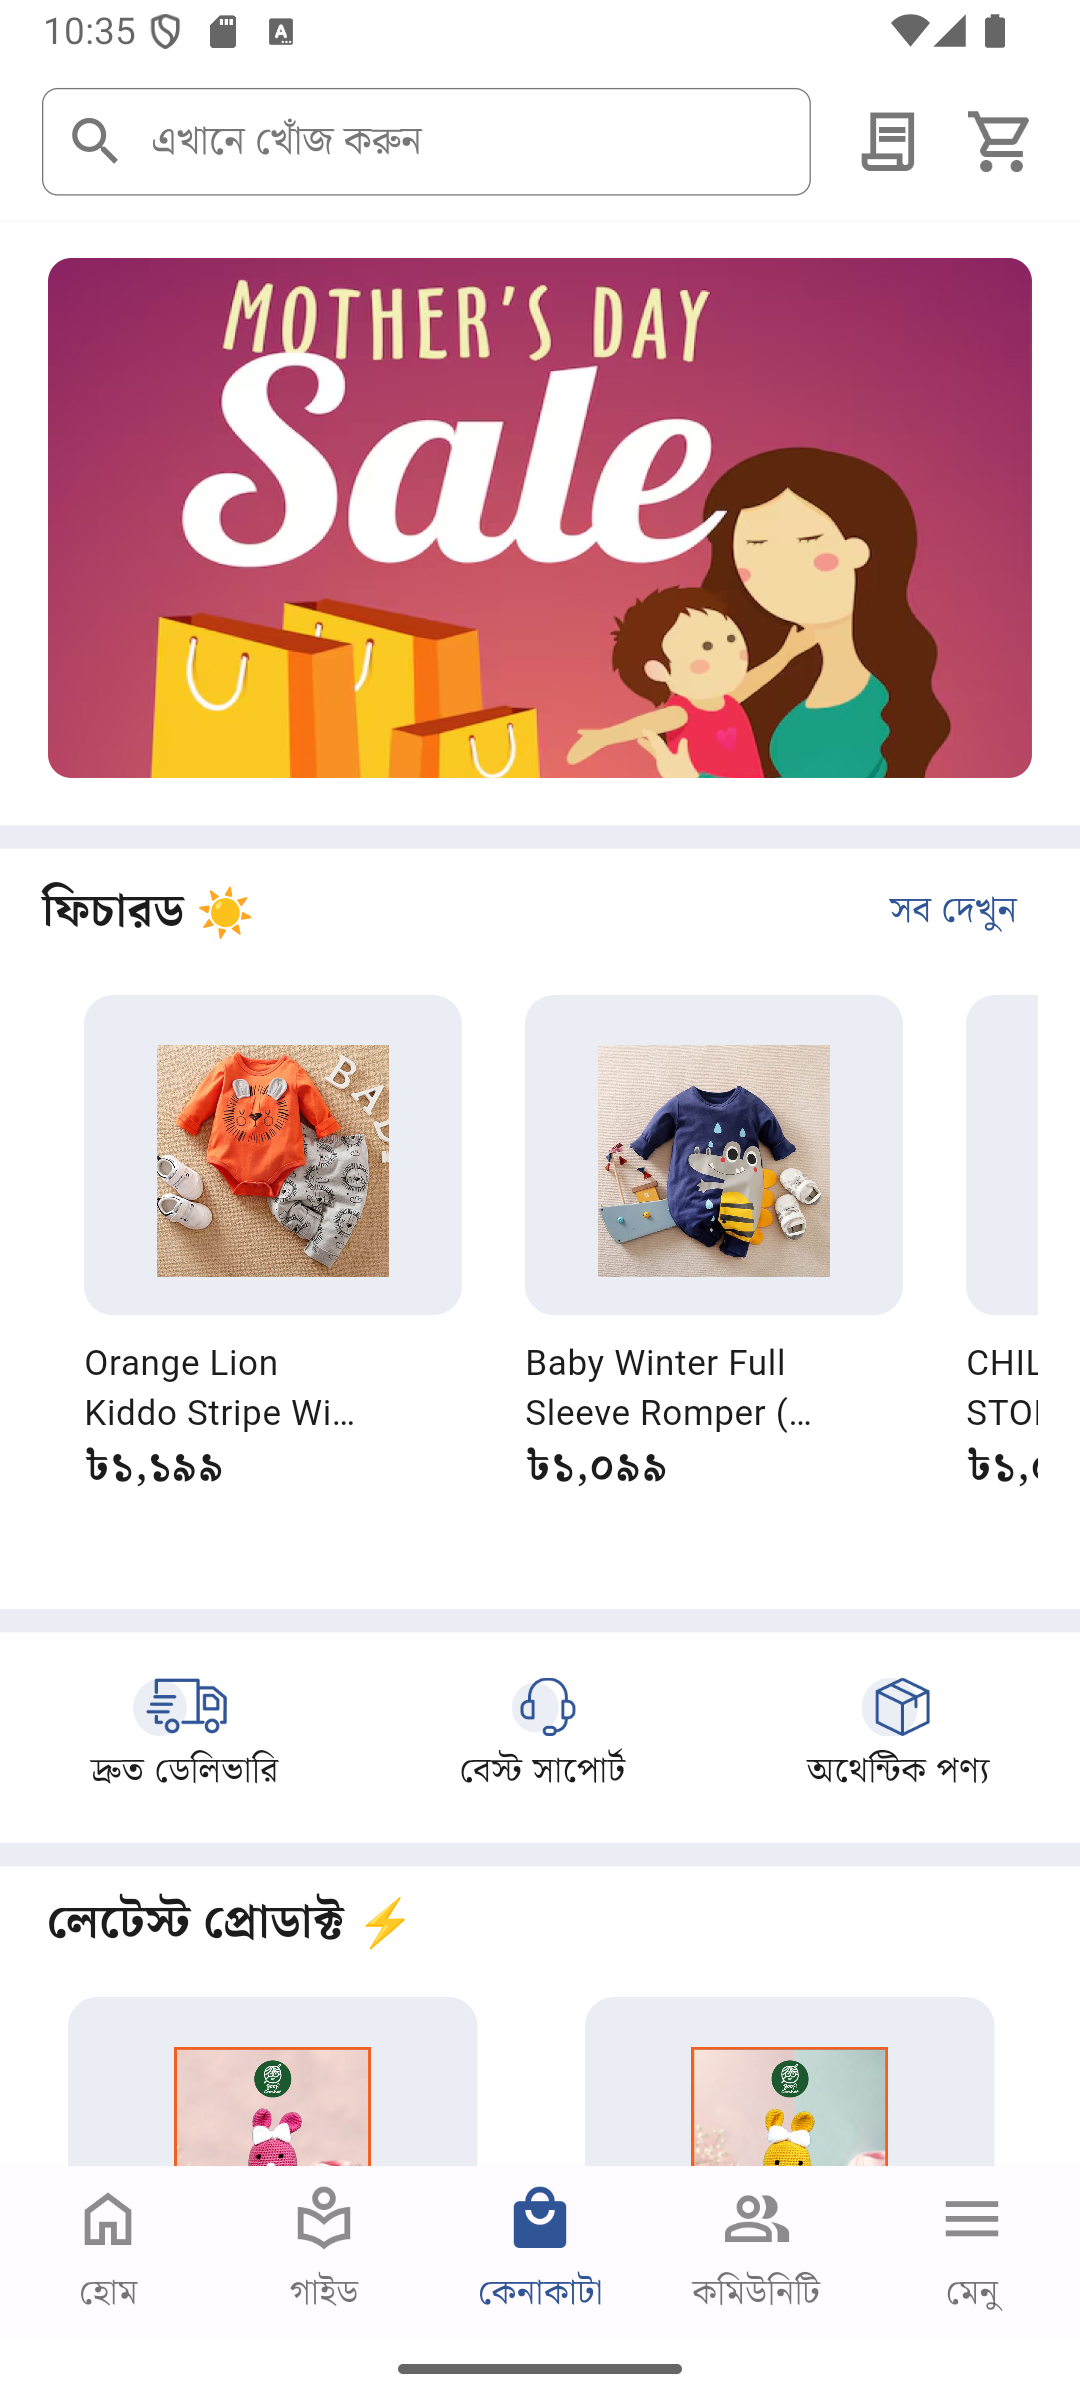 10:35
এখানে খোঁজ করুন
MOTHER'S DAY
Sale
ফিচারড ☀️
সব দেখুন
BAD
Orange Lion
Kiddo Stripe Wi...
৳১,১৯৯
Baby Winter Full
Sleeve Romper (...
৳১,০৯৯
CHIL
STO
৳১,
দ্রুত ডেলিভারি
বেস্ট সাপোর্ট
অথেন্টিক পণ্য
লেটেস্ট প্রোডাক্ট ⚡
হোম
গাইড
কেনাকাটা
কমিউনিটি
মেনু